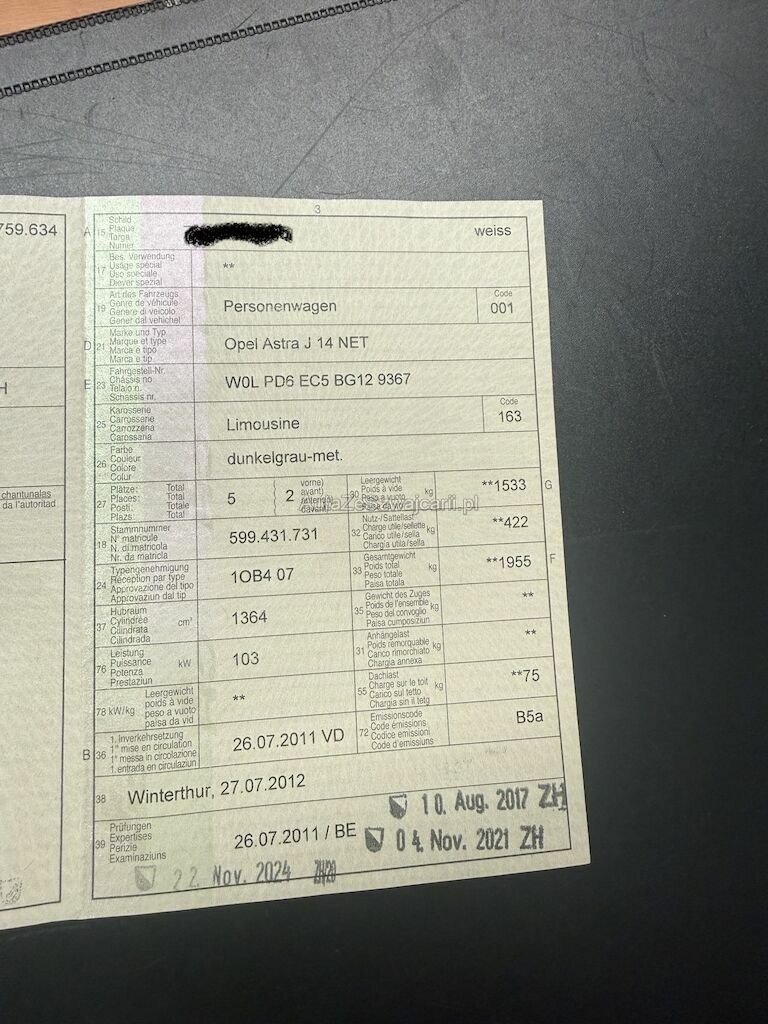 3
759.634
A 15 Schild
Plaque
Targa
Numer
weiss
17 Bes. Verwendung
Usage spécial
Uso speciale
Diever spezial
**
19 Art des Fahrzeugs
Genre de véhicule
Genere di veicolo
Gener dal vehichel
Personenwagen
Code
001
D 21 Marke und Typ
Marque et type
Marca e tipo
Marca e tip
Opel Astra J 14 NET
H
E 23 Fahrgestell-Nr.
Châssis no
Telaio n.
Schassis nr.
W0L PD6 EC5 BG12 9367
25 Karosserie
Carrosserie
Carrozzeria
Carossaria
Limousine
Code
163
26 Farbe
Couleur
Colore
Colur
dunkelgrau-met.
chantunalas
da l'autoritad
27 Plätze: Total
Places: Total
Posti: Totale
Plazs: Total
5
2
vorne)
avant)
davant)
30 Leergewicht
Poids à vide
Peso a vuoto
kg
**1533
G
18 Stammnummer
N° matricule
N. di matricola
Nr. da matricla
599.431.731
32 Nutz-/Sattellast
Charge utile/sellette
Carico utile/sella
Chargia utila/sella
kg
**422
24 Typengenehmigung
Réception par type
Approvazione del tipo
Approvaziun dal tip
1OB4 07
33 Gesamtgewicht
Poids total
Peso totale
Paisa totala
kg
**1955
F
37 Hubraum
Cylindrée
Cilindrata
Cilindrada
cm³
1364
35 Gewicht des Zuges
Poids de l'ensemble
Peso del convoglio
Paisa cumposiziun
kg
**
76 Leistung
Puissance
Potenza
Prestaziun
kW
103
31 Anhängelast
Poids remorquable
Carico rimorchiato
Chargia annexa
kg
**
78 kW/kg
Leergewicht
poids à vide
peso a vuoto
paisa da vid
**
55 Dachlast
Charge sur le toit
Carico sul tetto
Chargia sin il tetg
kg
**75
B 36 1. Inverkehrsetzung
1re mise en circulation
1a messa in circolazione
1. entrada en circulaziun
26.07.2011 VD
72 Emissionscode
Code émissions
Codice emissioni
Code d'emissiuns
B5a
38 Winterthur, 27.07.2012
39 Prüfungen
Expertises
Perizie
Examinaziuns
26.07.2011 / BE
10. Aug. 2017 ZH
04. Nov. 2021 ZH
22. Nov. 2024 ZH20